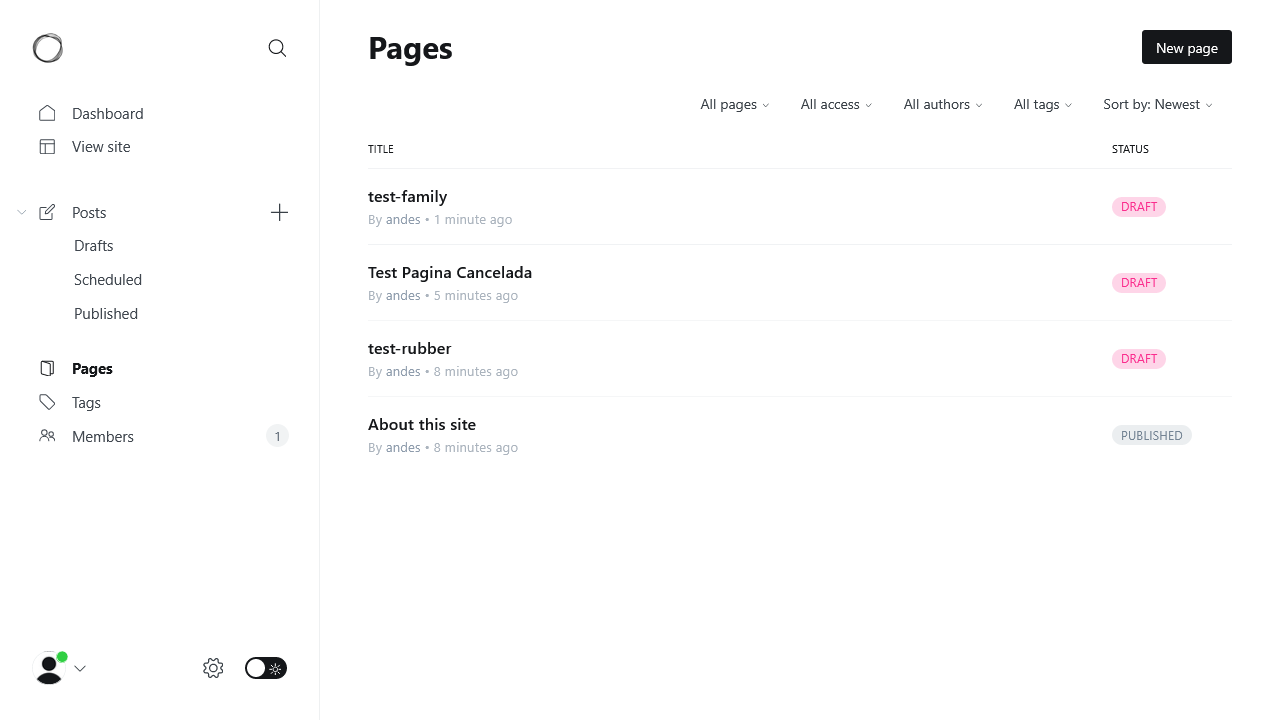 Dashboard
View site
Posts
Drafts
Scheduled
Published
Pages
Tags
Members 1
Pages
New page
All pages All access All authors All tags Sort by: Newest
TITLE STATUS
test-family
By andes • 1 minute ago
DRAFT
Test Pagina Cancelada
By andes • 5 minutes ago
DRAFT
test-rubber
By andes • 8 minutes ago
DRAFT
About this site
By andes • 8 minutes ago
PUBLISHED